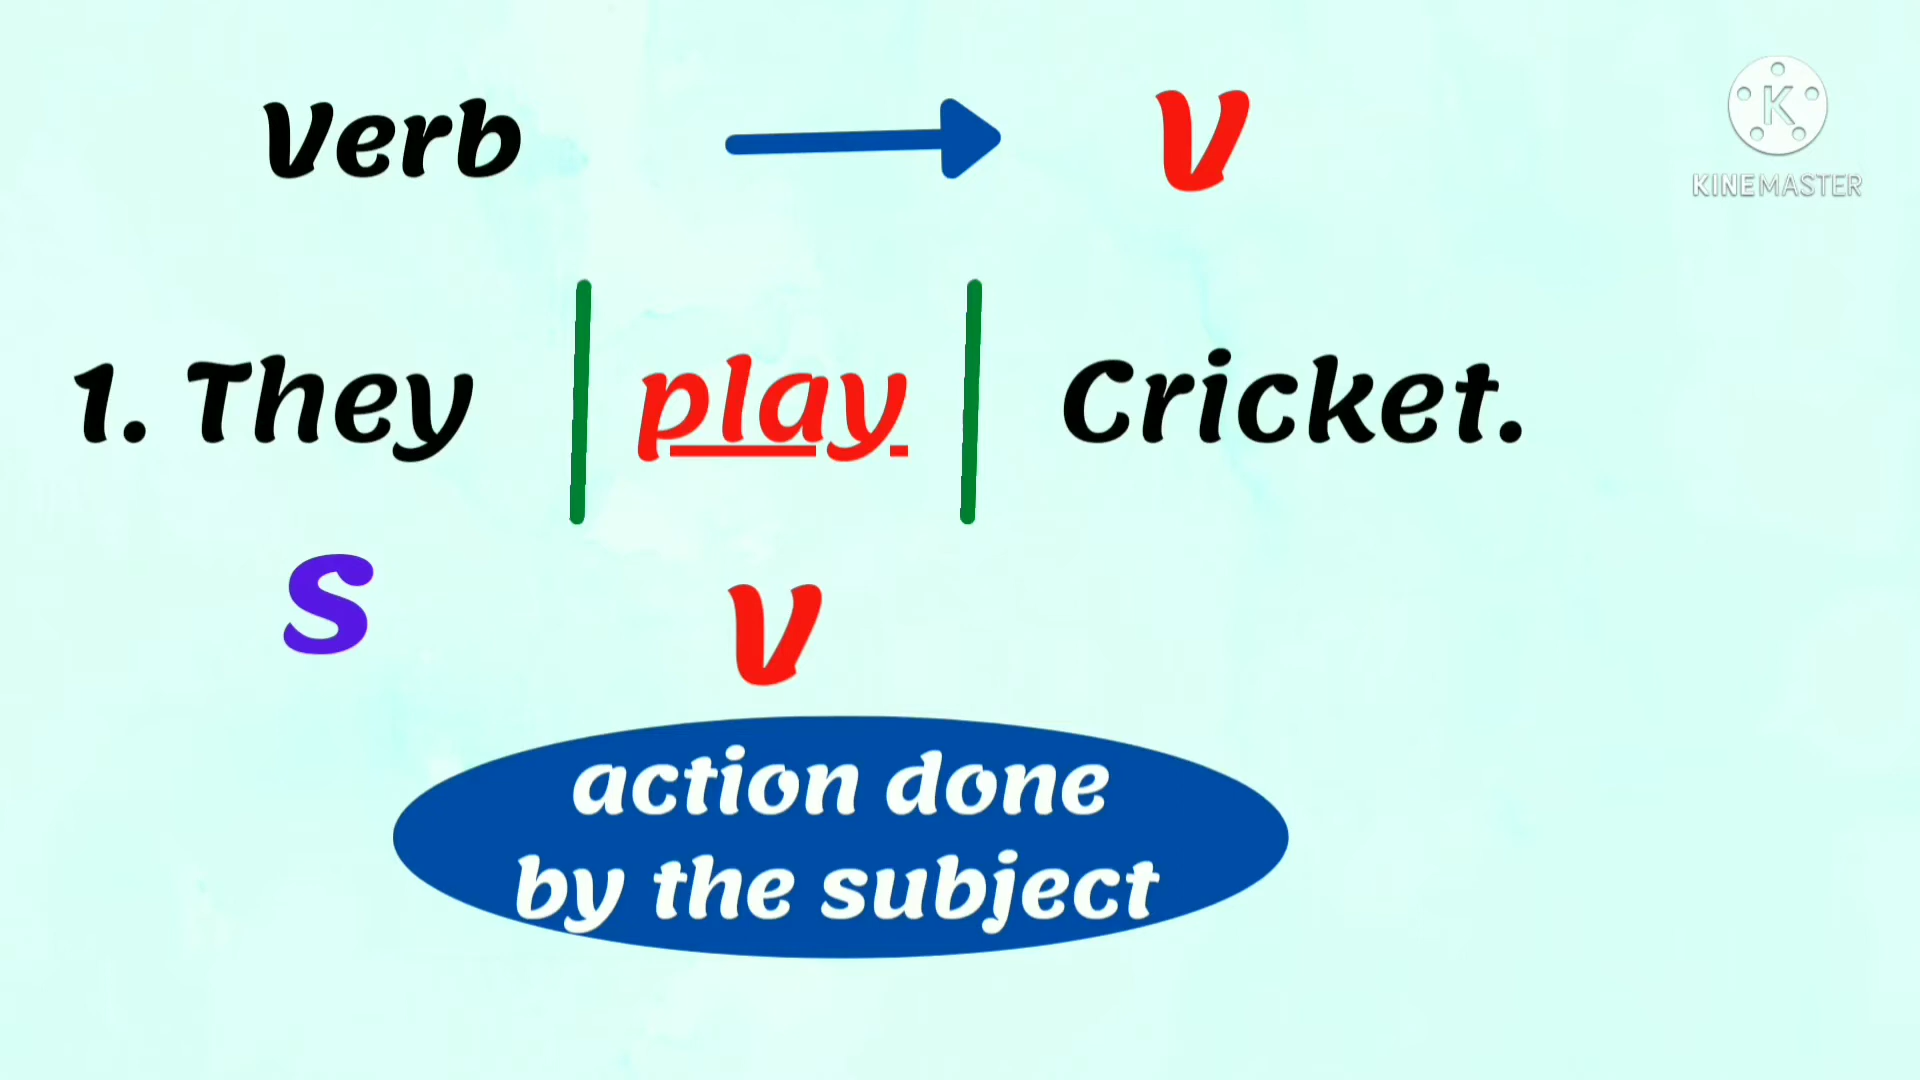 Verb V
KINEMASTER
1. They play Cricket.
S V
action done
by the subject